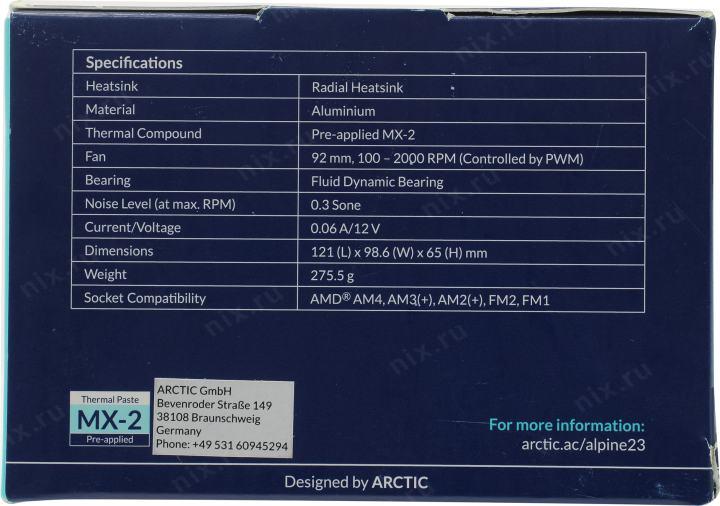 Specifications
Heatsink Radial Heatsink
Material Aluminium
Thermal Compound Pre-applied MX-2
Fan 92 mm, 100 – 2000 RPM (Controlled by PWM)
Bearing Fluid Dynamic Bearing
Noise Level (at max. RPM) 0.3 Sone
Current/Voltage 0.06 A/12 V
Dimensions 121 (L) x 98.6 (W) x 65 (H) mm
Weight 275.5 g
Socket Compatibility AMD® AM4, AM3(+), AM2(+), FM2, FM1
Thermal Paste
MX-2
Pre-applied
ARCTIC GmbH
Bevenroder Straße 149
38108 Braunschweig
Germany
Phone: +49 531 60945294
For more information:
arctic.ac/alpine23
Designed by ARCTIC
nix.ru